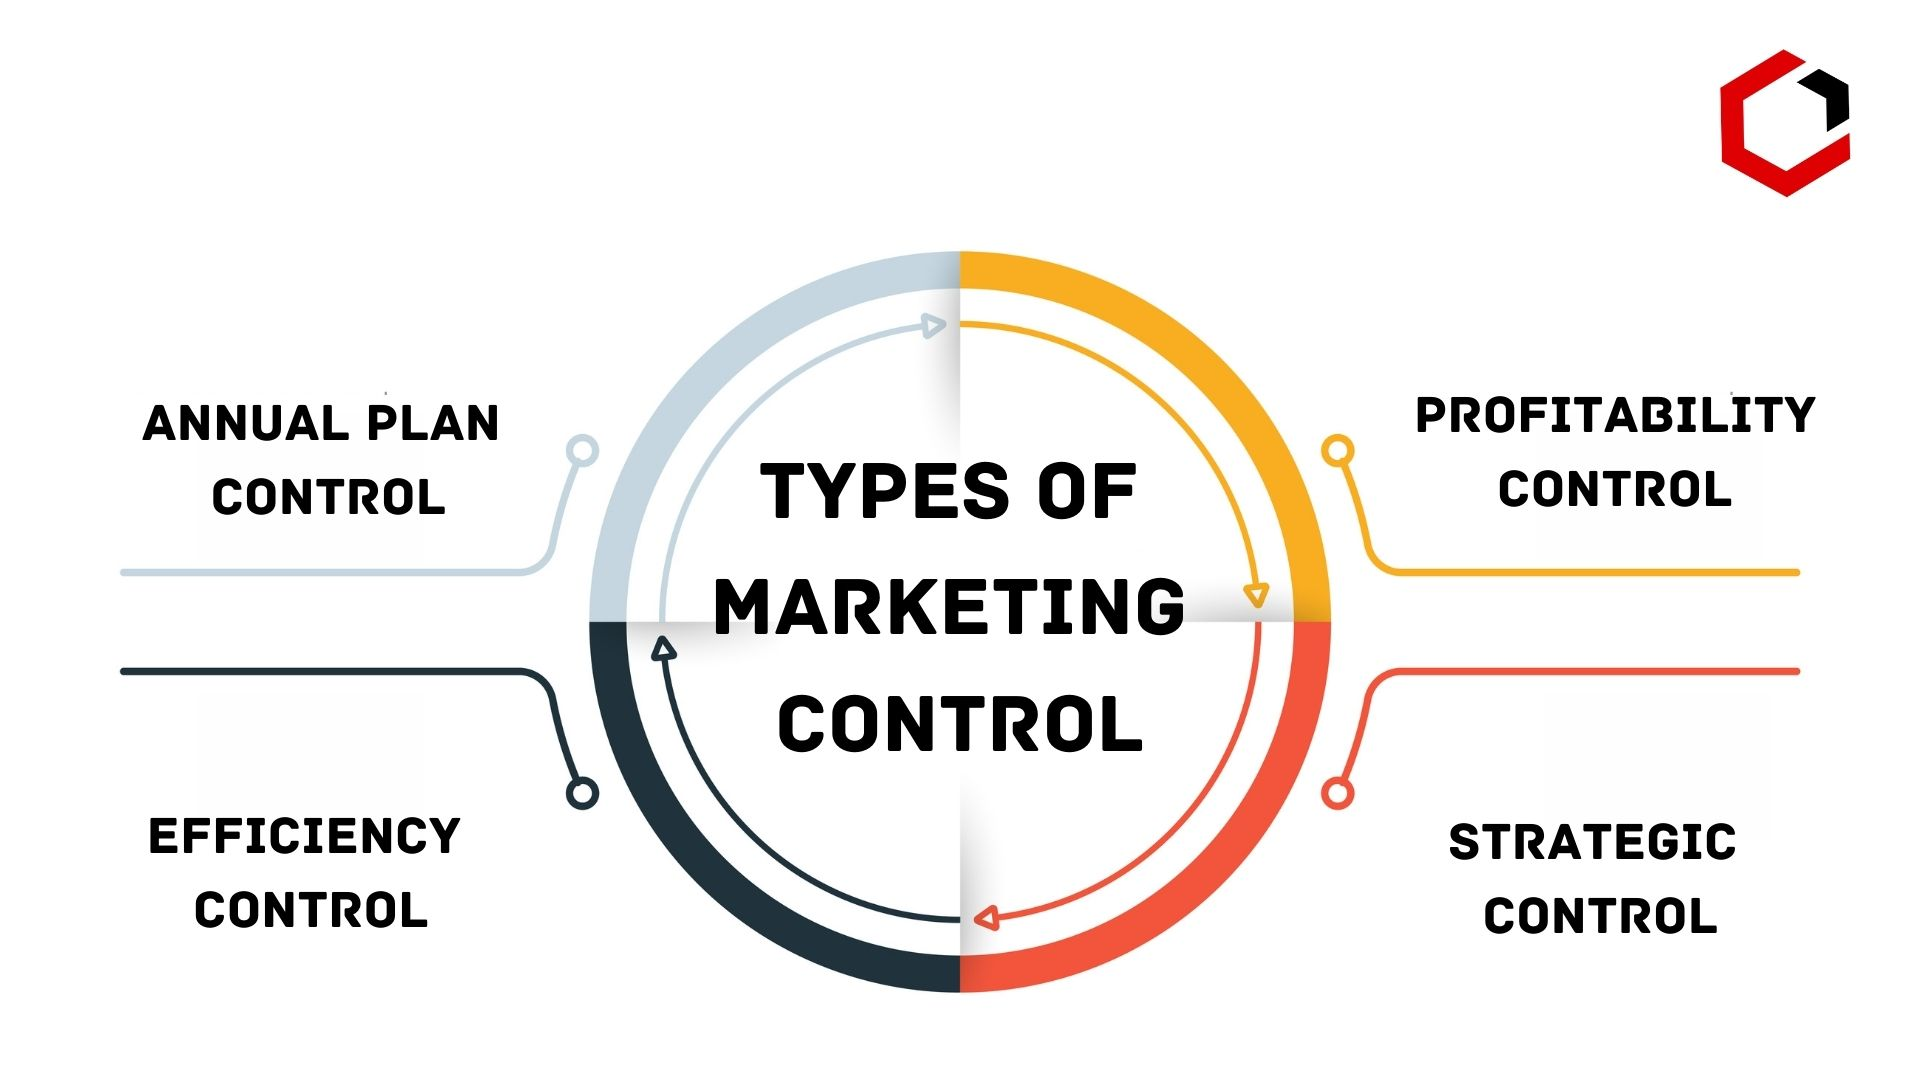 TYPES OF
MARKETING
CONTROL
ANNUAL PLAN
CONTROL
PROFITABILITY
CONTROL
EFFICIENCY
CONTROL
STRATEGIC
CONTROL